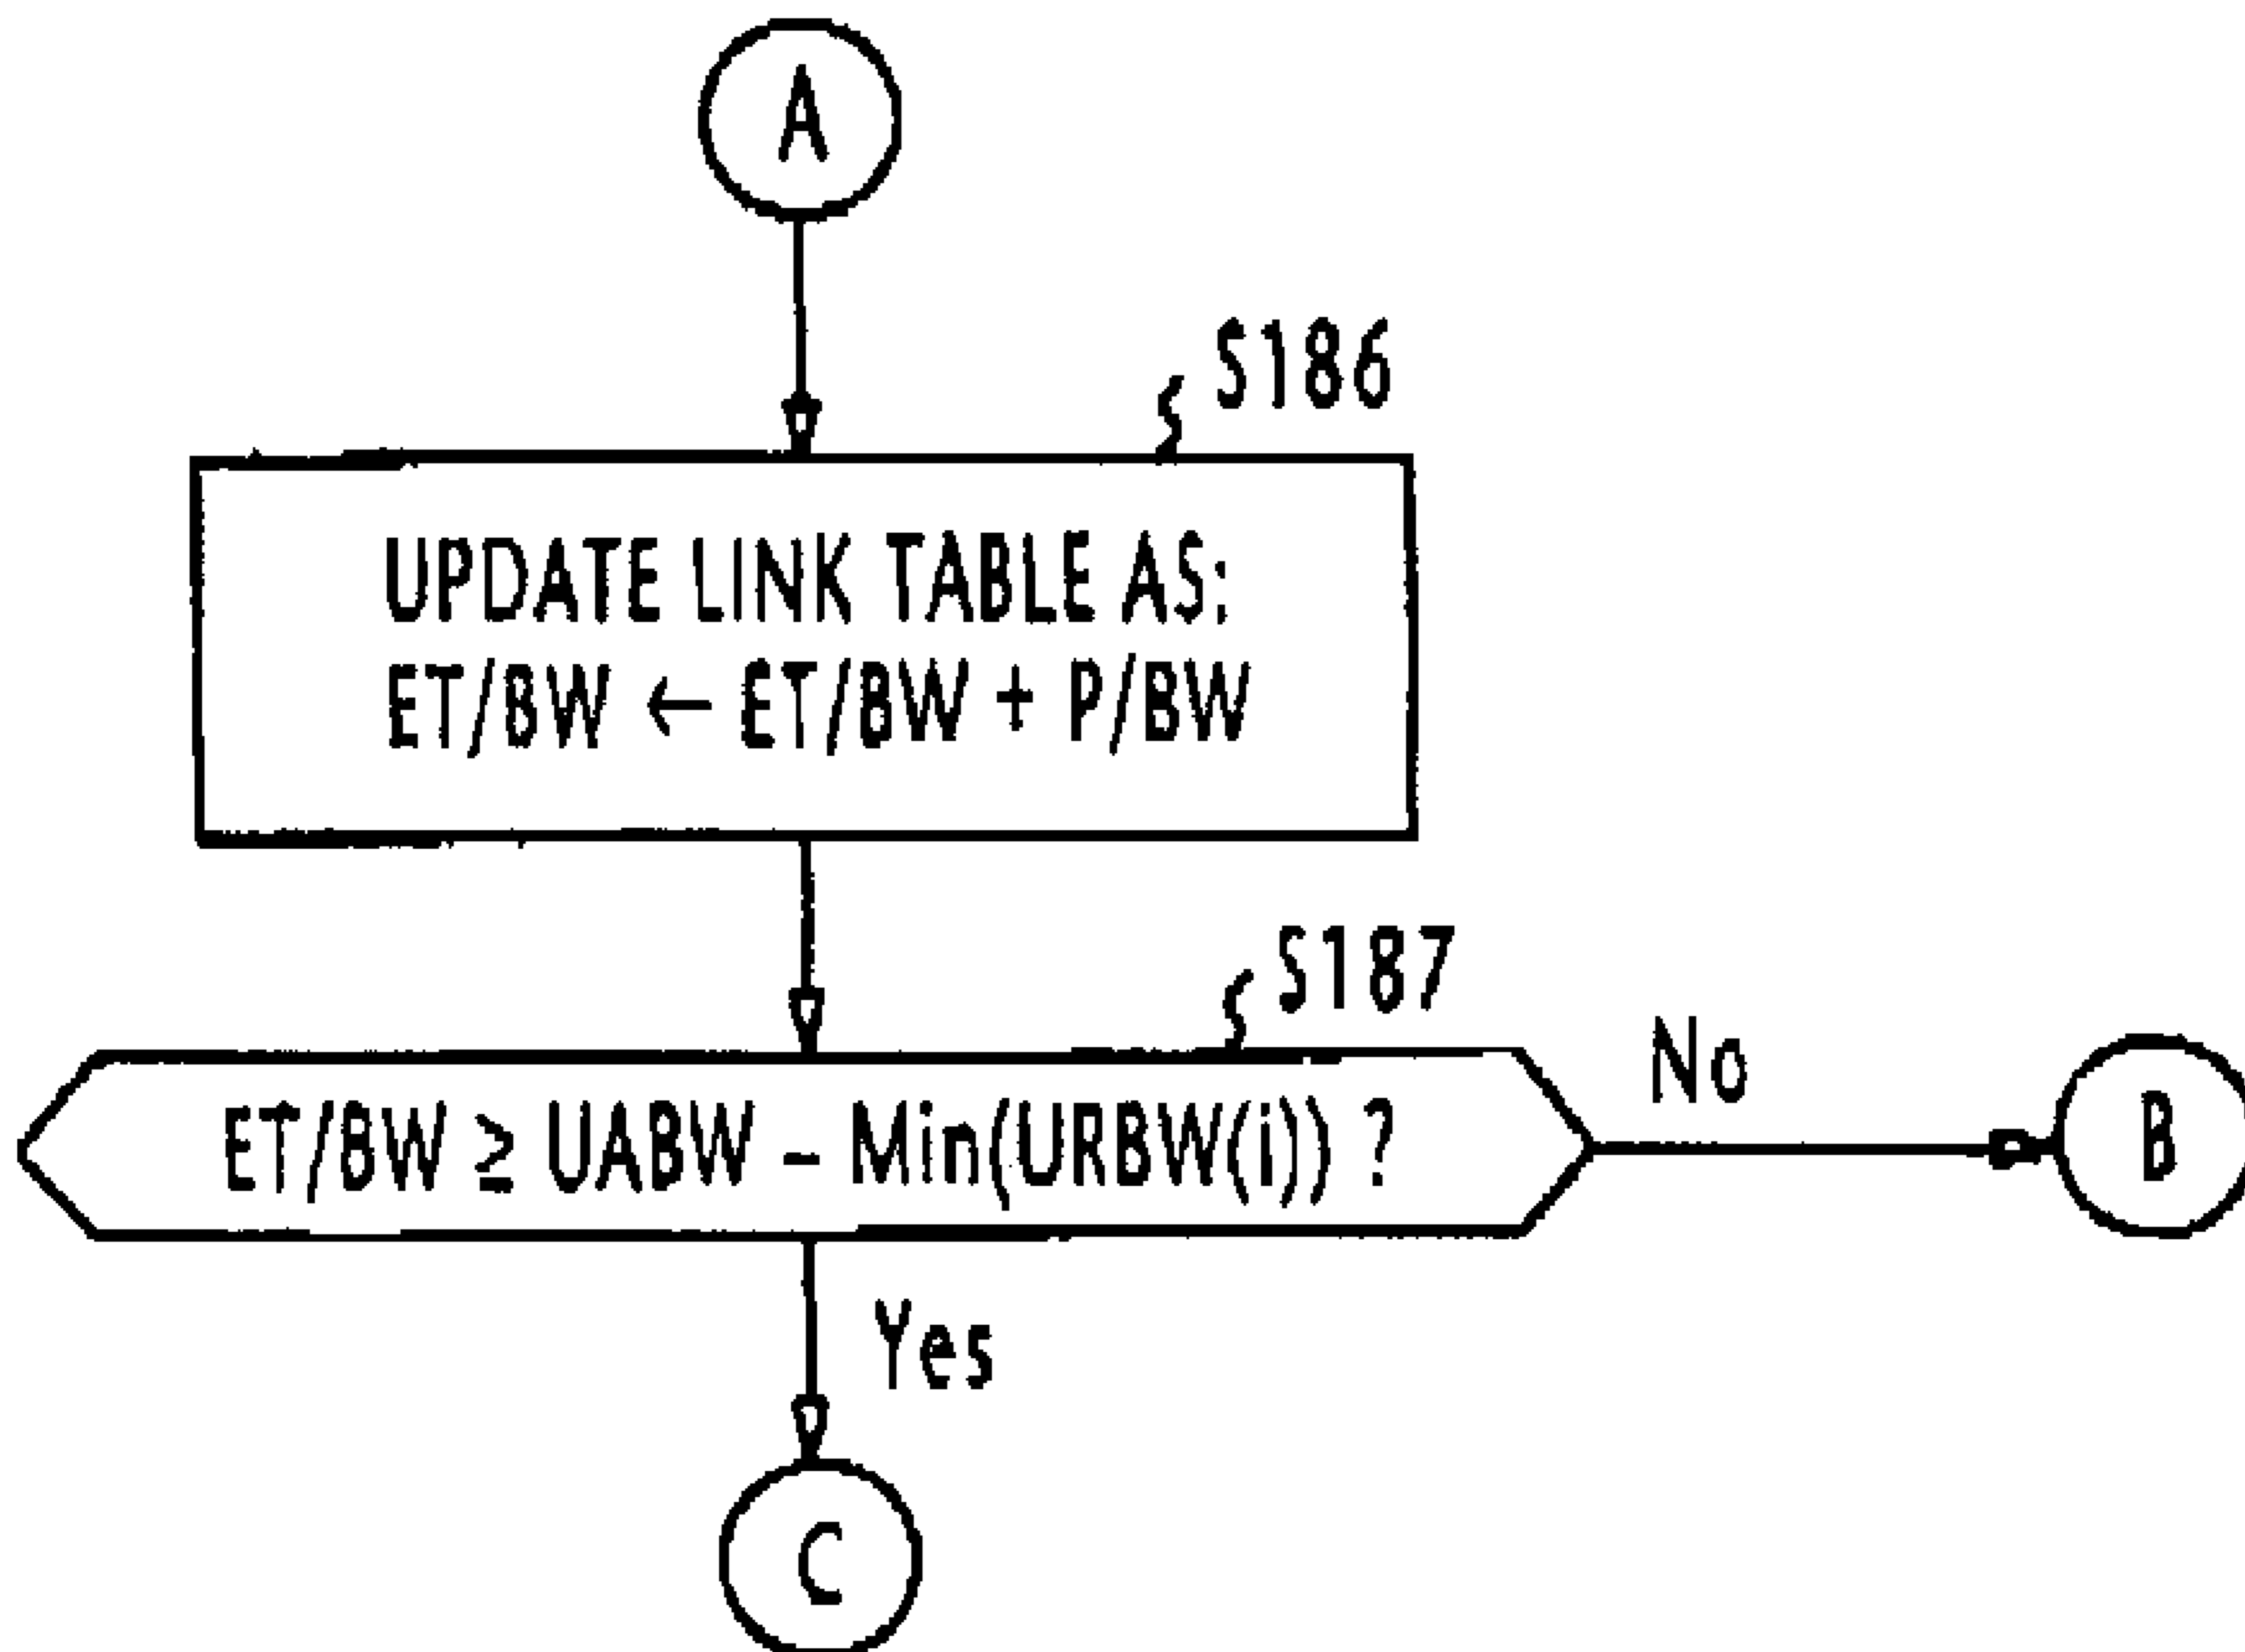 A
S186
UPDATE LINK TABLE AS;
ET/BW ← ET/BW + P/BW
S187
ET/BW ≥ UABW - Min(URBW(i)) ?
No
B
Yes
C